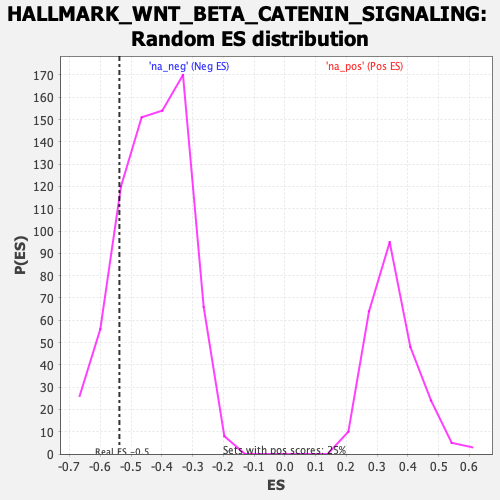 HALLMARK_WNT_BETA_CATENIN_SIGNALING:
Random ES distribution
'na_neg' (Neg ES)
'na_pos' (Pos ES)
170
160
150
140
130
120
110
100
90
80
70
60
50
40
30
20
10
0
P(ES)
Real ES -0.5
Sets with pos scores: 25%
-0.7 -0.6 -0.5 -0.4 -0.3 -0.2 -0.1 0.0 0.1 0.2 0.3 0.4 0.5 0.6
ES